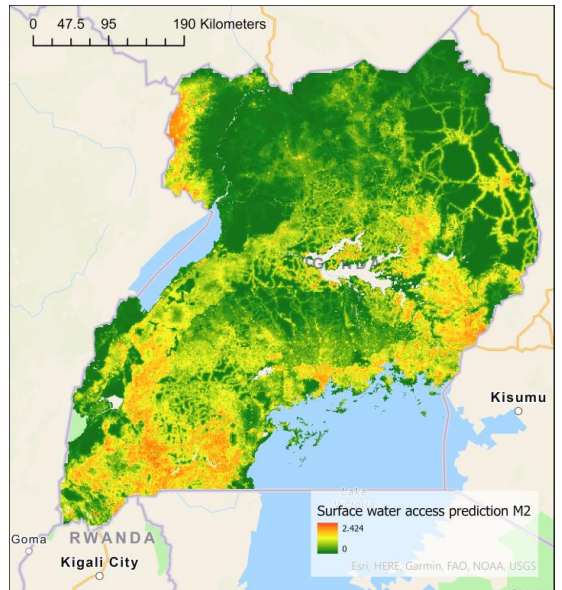 0 47.5 95 190 Kilometers
Kisumu
Lake
Surface water access prediction M2
2.424
0
Goma
RWANDA
Kigali City
Esri, HERE, Garmin, FAO, NOAA, USGS